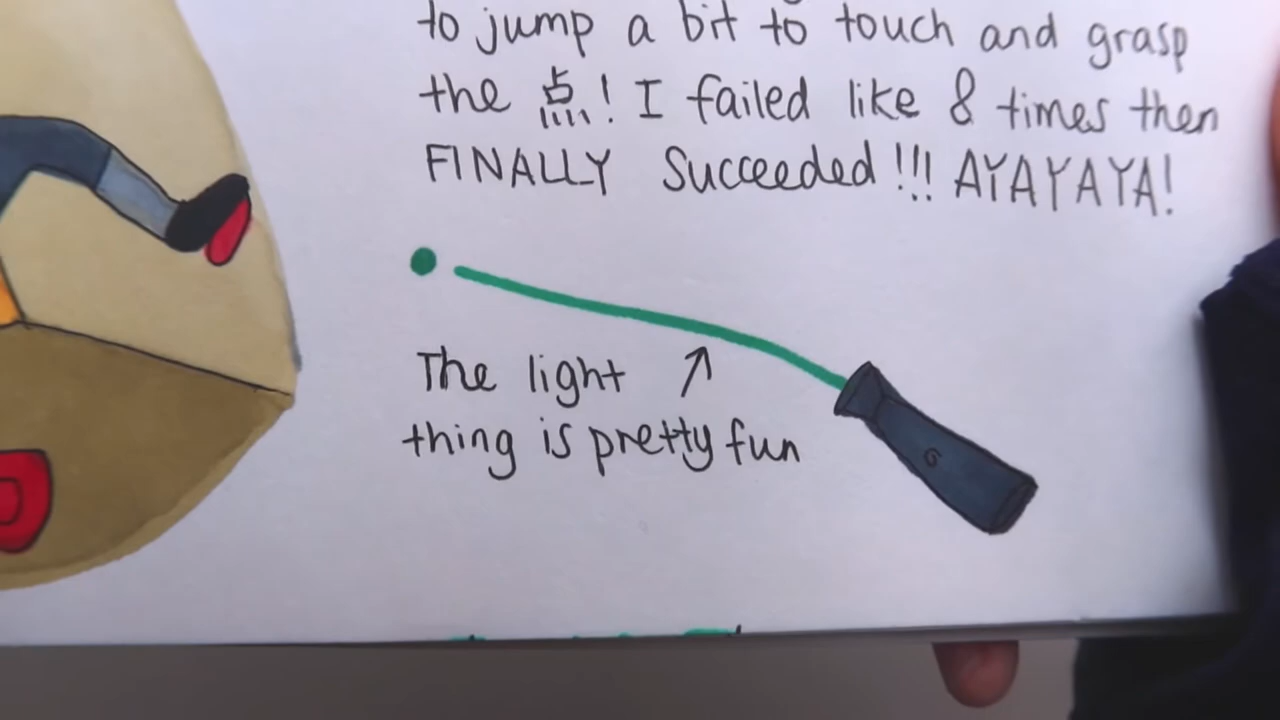 to jump a bit to touch and grasp
the 点! I failed like 8 times then
FINALLY Succeeded!!! AYAYAYA!
The light
thing is pretty fun